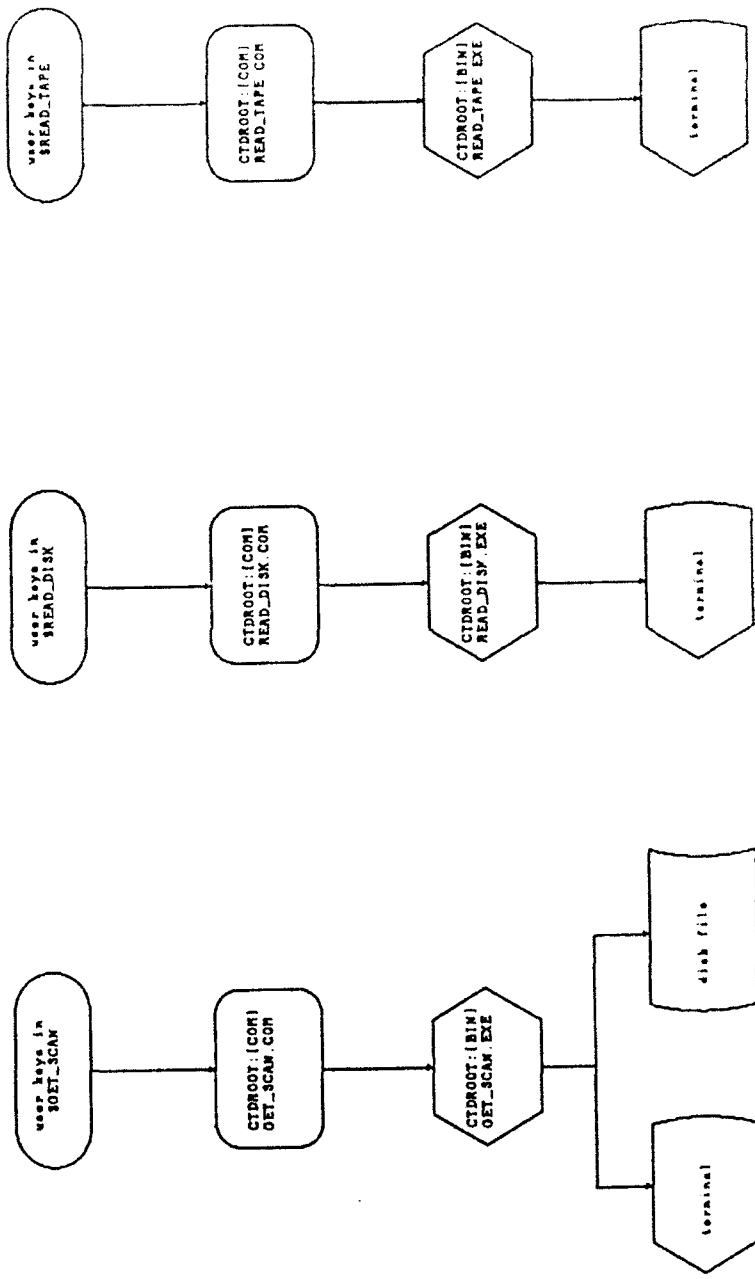 user keys in
$GET_SCAN
CTDROOT:[COM]
GET_SCAN.COM
CTDROOT:[BIN]
GET_SCAN.EXE
terminal
disk file
user keys in
$READ_DISK
CTDROOT:[COM]
READ_DISK.COM
CTDROOT:[BIN]
READ_DISK.EXE
terminal
user keys in
$READ_TAPE
CTDROOT:[COM]
READ_TAPE.COM
CTDROOT:[BIN]
READ_TAPE.EXE
terminal